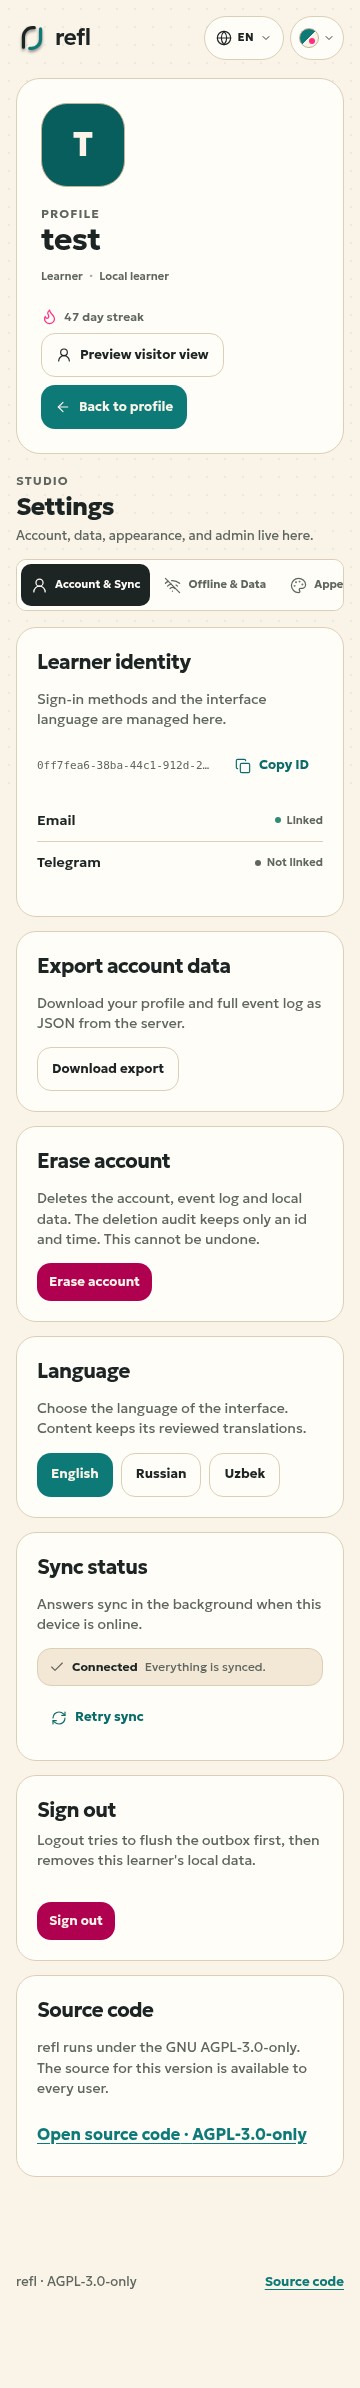 refl
EN
T
PROFILE
test
Learner · Local learner
47 day streak
Preview visitor view
Back to profile
STUDIO
Settings
Account, data, appearance, and admin live here.
Account & Sync
Offline & Data
Appe
Learner identity
Sign-in methods and the interface
language are managed here.
0ff7fea6-38ba-44c1-912d-2…
Copy ID
Email
Linked
Telegram
Not linked
Export account data
Download your profile and full event log as
JSON from the server.
Download export
Erase account
Deletes the account, event log and local
data. The deletion audit keeps only an id
and time. This cannot be undone.
Erase account
Language
Choose the language of the interface.
Content keeps its reviewed translations.
English
Russian
Uzbek
Sync status
Answers sync in the background when this
device is online.
Connected Everything is synced.
Retry sync
Sign out
Logout tries to flush the outbox first, then
removes this learner's local data.
Sign out
Source code
refl runs under the GNU AGPL-3.0-only.
The source for this version is available to
every user.
Open source code · AGPL-3.0-only
refl · AGPL-3.0-only
Source code